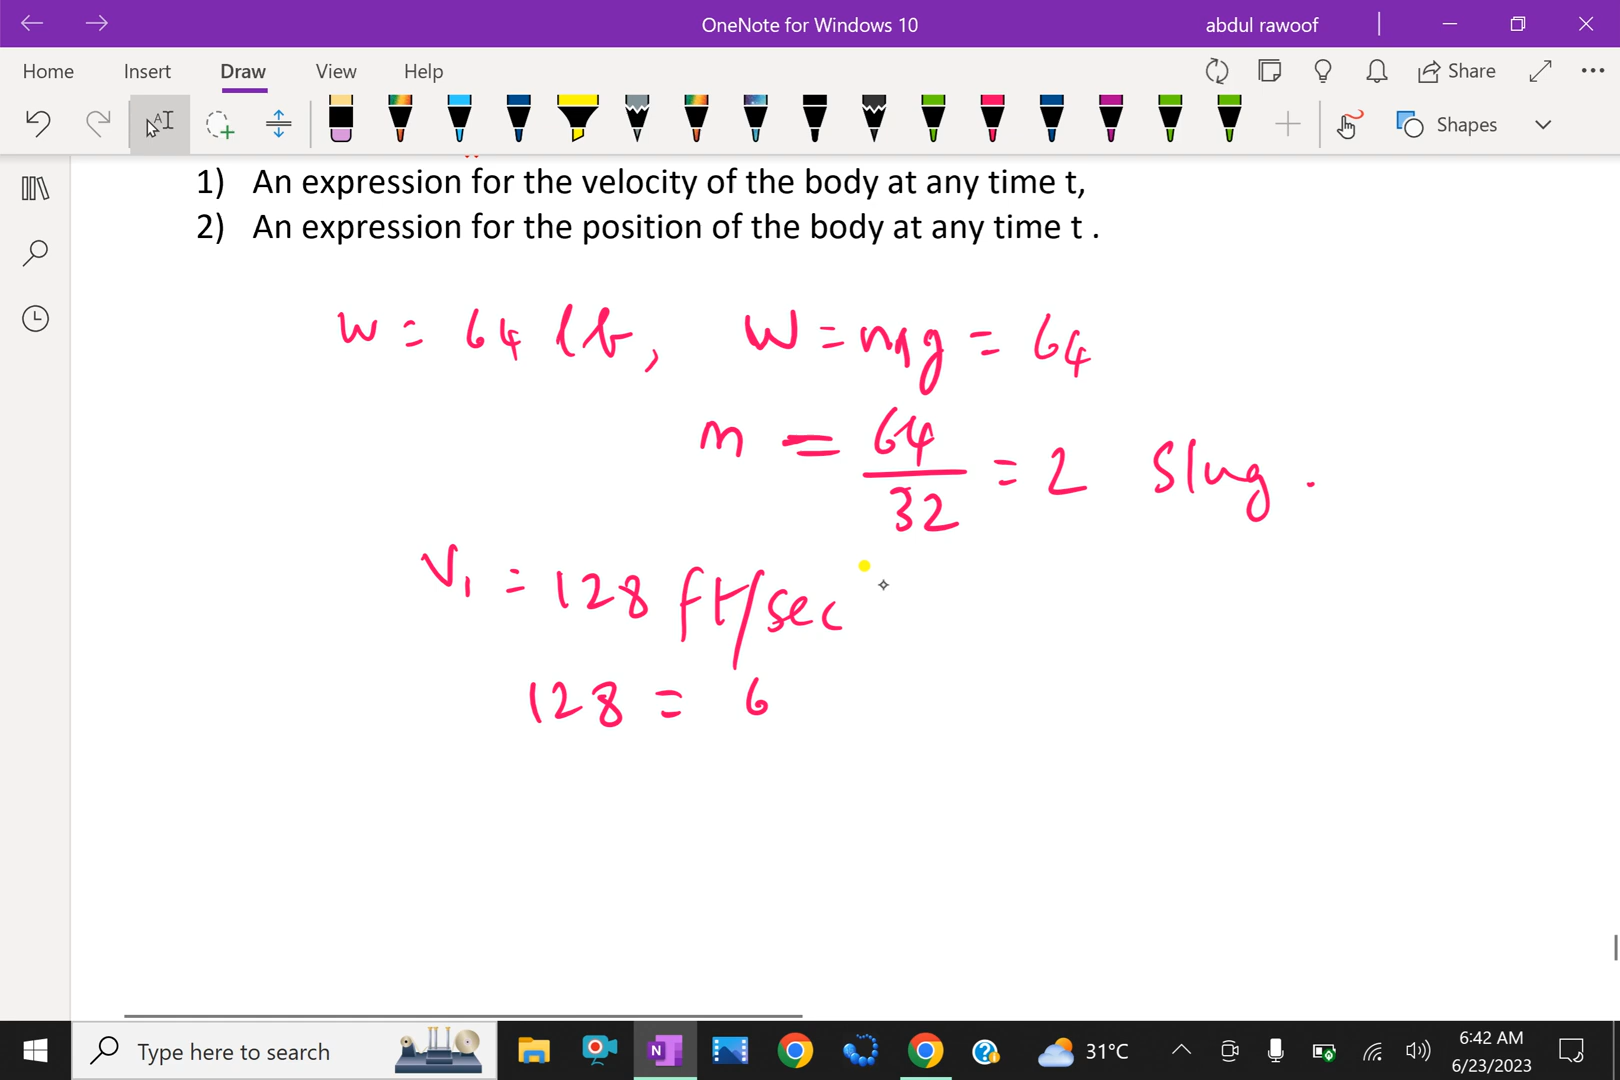 OneNote for Windows 10
abdul rawoof
Home Insert Draw View Help
Share
Shapes
1) An expression for the velocity of the body at any time t,
2) An expression for the position of the body at any time t .
W = 64 lb, W = mg = 64
m = 64/32 = 2 Slug.
V₁ = 128 ft/sec
128 = 6
Type here to search
31°C
6:42 AM
6/23/2023